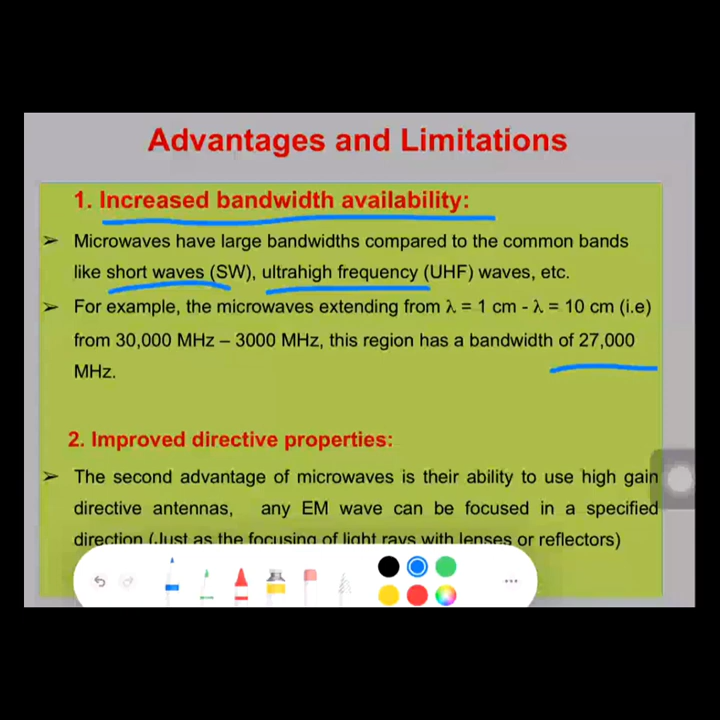 Advantages and Limitations
1. Increased bandwidth availability:
➢ Microwaves have large bandwidths compared to the common bands
like short waves (SW), ultrahigh frequency (UHF) waves, etc.
➢ For example, the microwaves extending from λ = 1 cm - λ = 10 cm (i.e)
from 30,000 MHz – 3000 MHz, this region has a bandwidth of 27,000
MHz.
2. Improved directive properties:
➢ The second advantage of microwaves is their ability to use high gain
directive antennas, any EM wave can be focused in a specified
direction (Just as the focusing of light rays with lenses or reflectors)